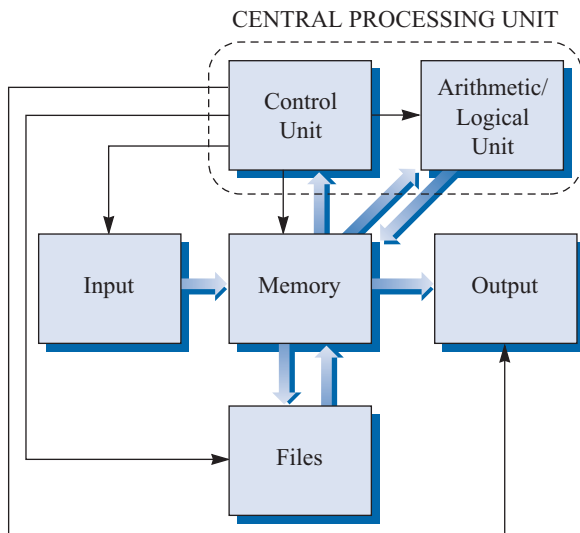 CENTRAL PROCESSING UNIT
Control
Unit
Arithmetic/
Logical
Unit
Input
Memory
Output
Files